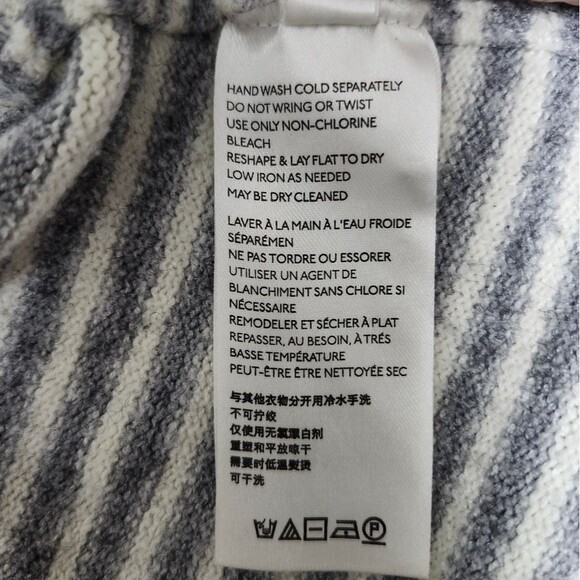 HAND WASH COLD SEPARATELY
DO NOT WRING OR TWIST
USE ONLY NON-CHLORINE
BLEACH
RESHAPE & LAY FLAT TO DRY
LOW IRON AS NEEDED
MAY BE DRY CLEANED
LAVER À LA MAIN À L'EAU FROIDE
SÉPARÉMEN
NE PAS TORDRE OU ESSORER
UTILISER UN AGENT DE
BLANCHIMENT SANS CHLORE SI
NÉCESSAIRE
REMODELER ET SÉCHER À PLAT
REPASSER, AU BESOIN, À TRÉS
BASSE TEMPÉRATURE
PEUT-ÊTRE ÊTRE NETTOYÉE SEC
与其他衣物分开用冷水手洗
不可拧绞
仅使用无氯漂白剂
重塑和平放晾干
需要时低温熨烫
可干洗
P